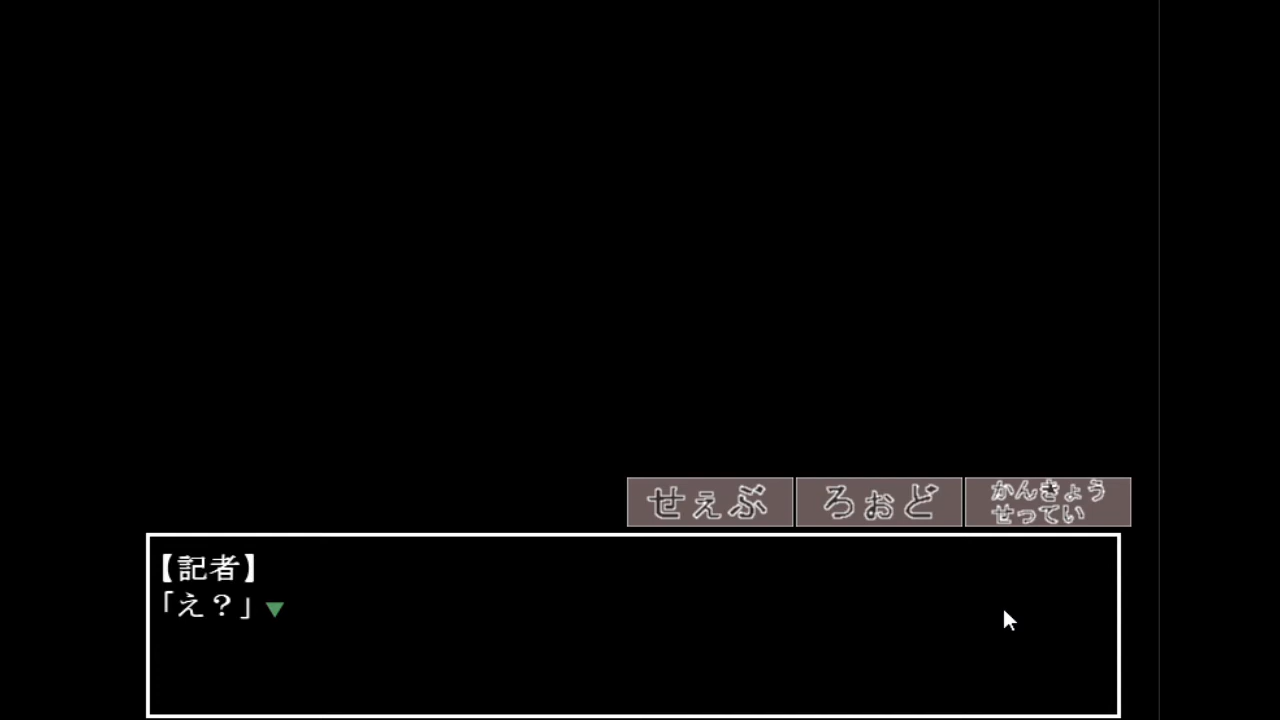 せぇぶ
ろぉど
かんきょう
せってい
【記者】
「え？」